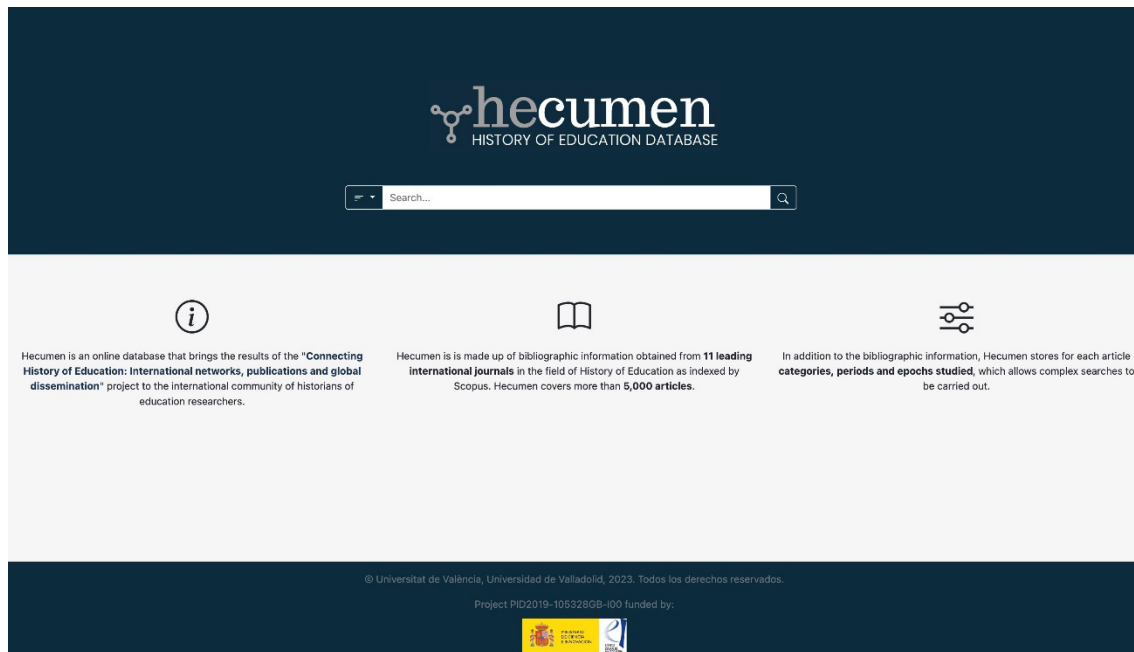 hecumen
HISTORY OF EDUCATION DATABASE
Search...
Hecumen is an online database that brings the results of the "Connecting
History of Education: International networks, publications and global
dissemination" project to the international community of historians of
education researchers.
Hecumen is is made up of bibliographic information obtained from 11 leading
international journals in the field of History of Education as indexed by
Scopus. Hecumen covers more than 5,000 articles.
In addition to the bibliographic information, Hecumen stores for each article
categories, periods and epochs studied, which allows complex searches to
be carried out.
© Universitat de València, Universidad de Valladolid, 2023. Todos los derechos reservados.
Project PID2019-105328GB-I00 funded by:
MINISTERIO
DE CIENCIA
E INNOVACIÓN